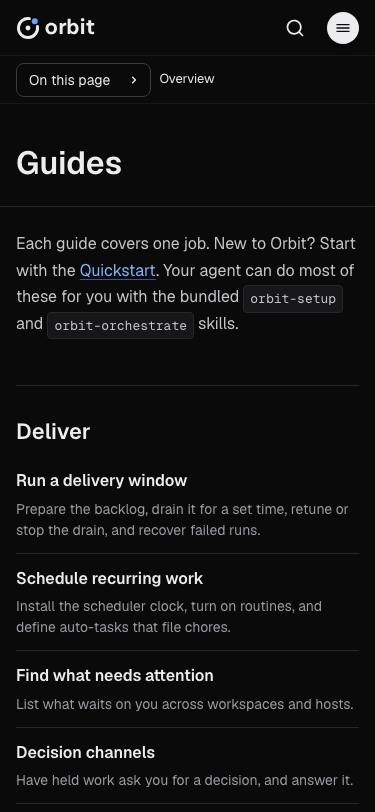 orbit
On this page
Overview
Guides
Each guide covers one job. New to Orbit? Start
with the Quickstart. Your agent can do most of
these for you with the bundled orbit-setup
and orbit-orchestrate skills.
Deliver
Run a delivery window
Prepare the backlog, drain it for a set time, retune or
stop the drain, and recover failed runs.
Schedule recurring work
Install the scheduler clock, turn on routines, and
define auto-tasks that file chores.
Find what needs attention
List what waits on you across workspaces and hosts.
Decision channels
Have held work ask you for a decision, and answer it.